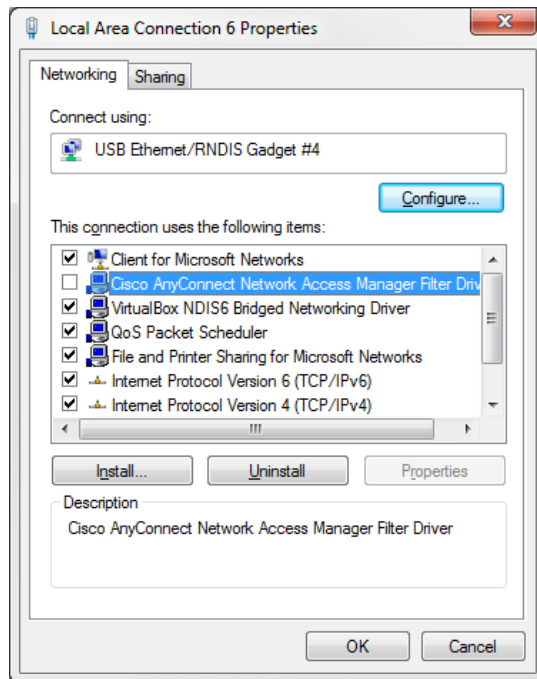 Local Area Connection 6 Properties
Networking Sharing
Connect using:
USB Ethernet/RNDIS Gadget #4
Configure...
This connection uses the following items:
Client for Microsoft Networks
Cisco AnyConnect Network Access Manager Filter Driv
VirtualBox NDIS6 Bridged Networking Driver
QoS Packet Scheduler
File and Printer Sharing for Microsoft Networks
Internet Protocol Version 6 (TCP/IPv6)
Internet Protocol Version 4 (TCP/IPv4)
Install... Uninstall Properties
Description
Cisco AnyConnect Network Access Manager Filter Driver
OK Cancel